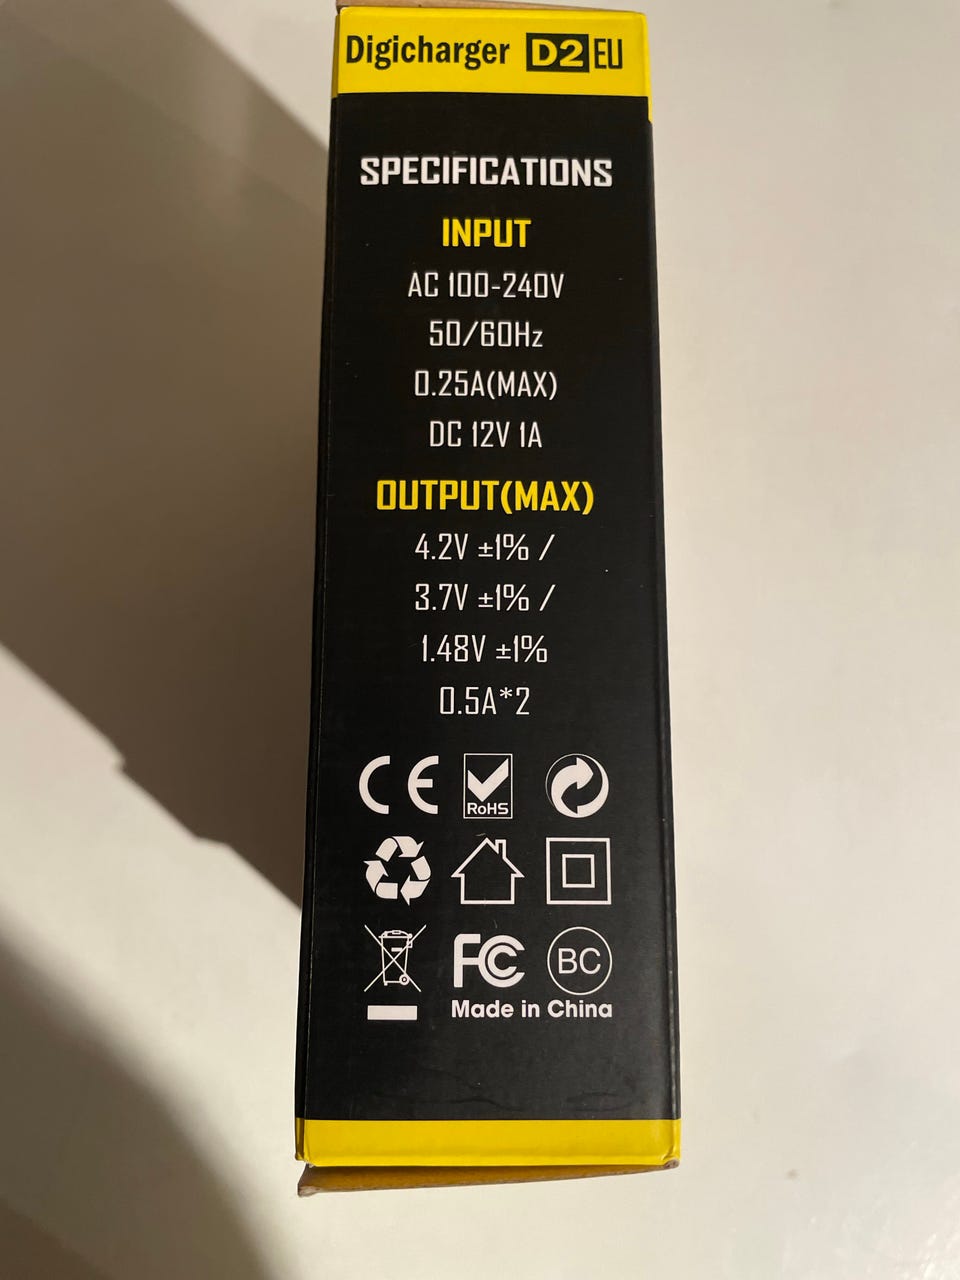 Digicharger D2 EU
SPECIFICATIONS
INPUT
AC 100-240V
50/60Hz
0.25A(MAX)
DC 12V 1A
OUTPUT(MAX)
4.2V ±1% /
3.7V ±1% /
1.48V ±1%
0.5A*2
CE RoHS
FC BC
Made in China